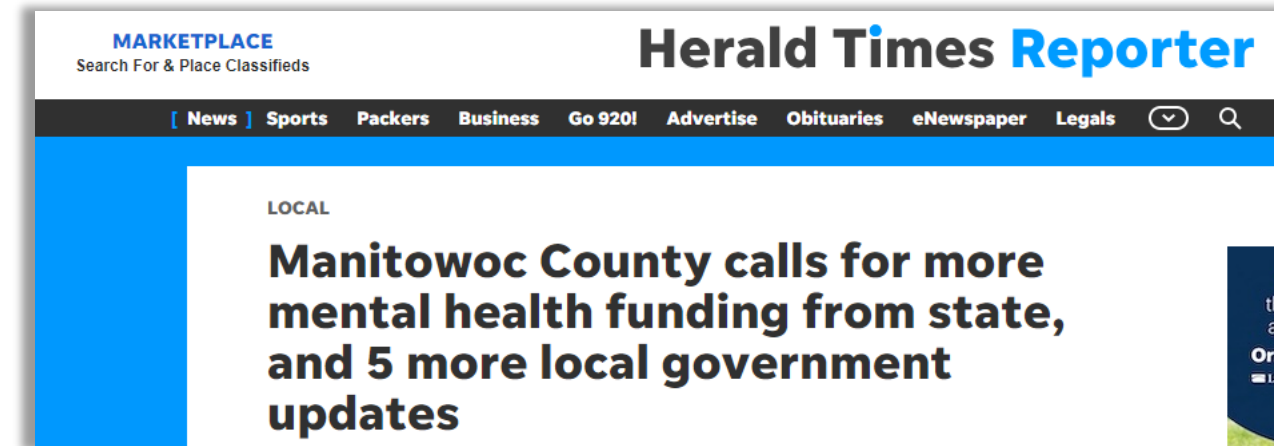 MARKETPLACE
Search For & Place Classifieds
Herald Times Reporter
[ News ] Sports Packers Business Go 920! Advertise Obituaries eNewspaper Legals
LOCAL
Manitowoc County calls for more
mental health funding from state,
and 5 more local government
updates